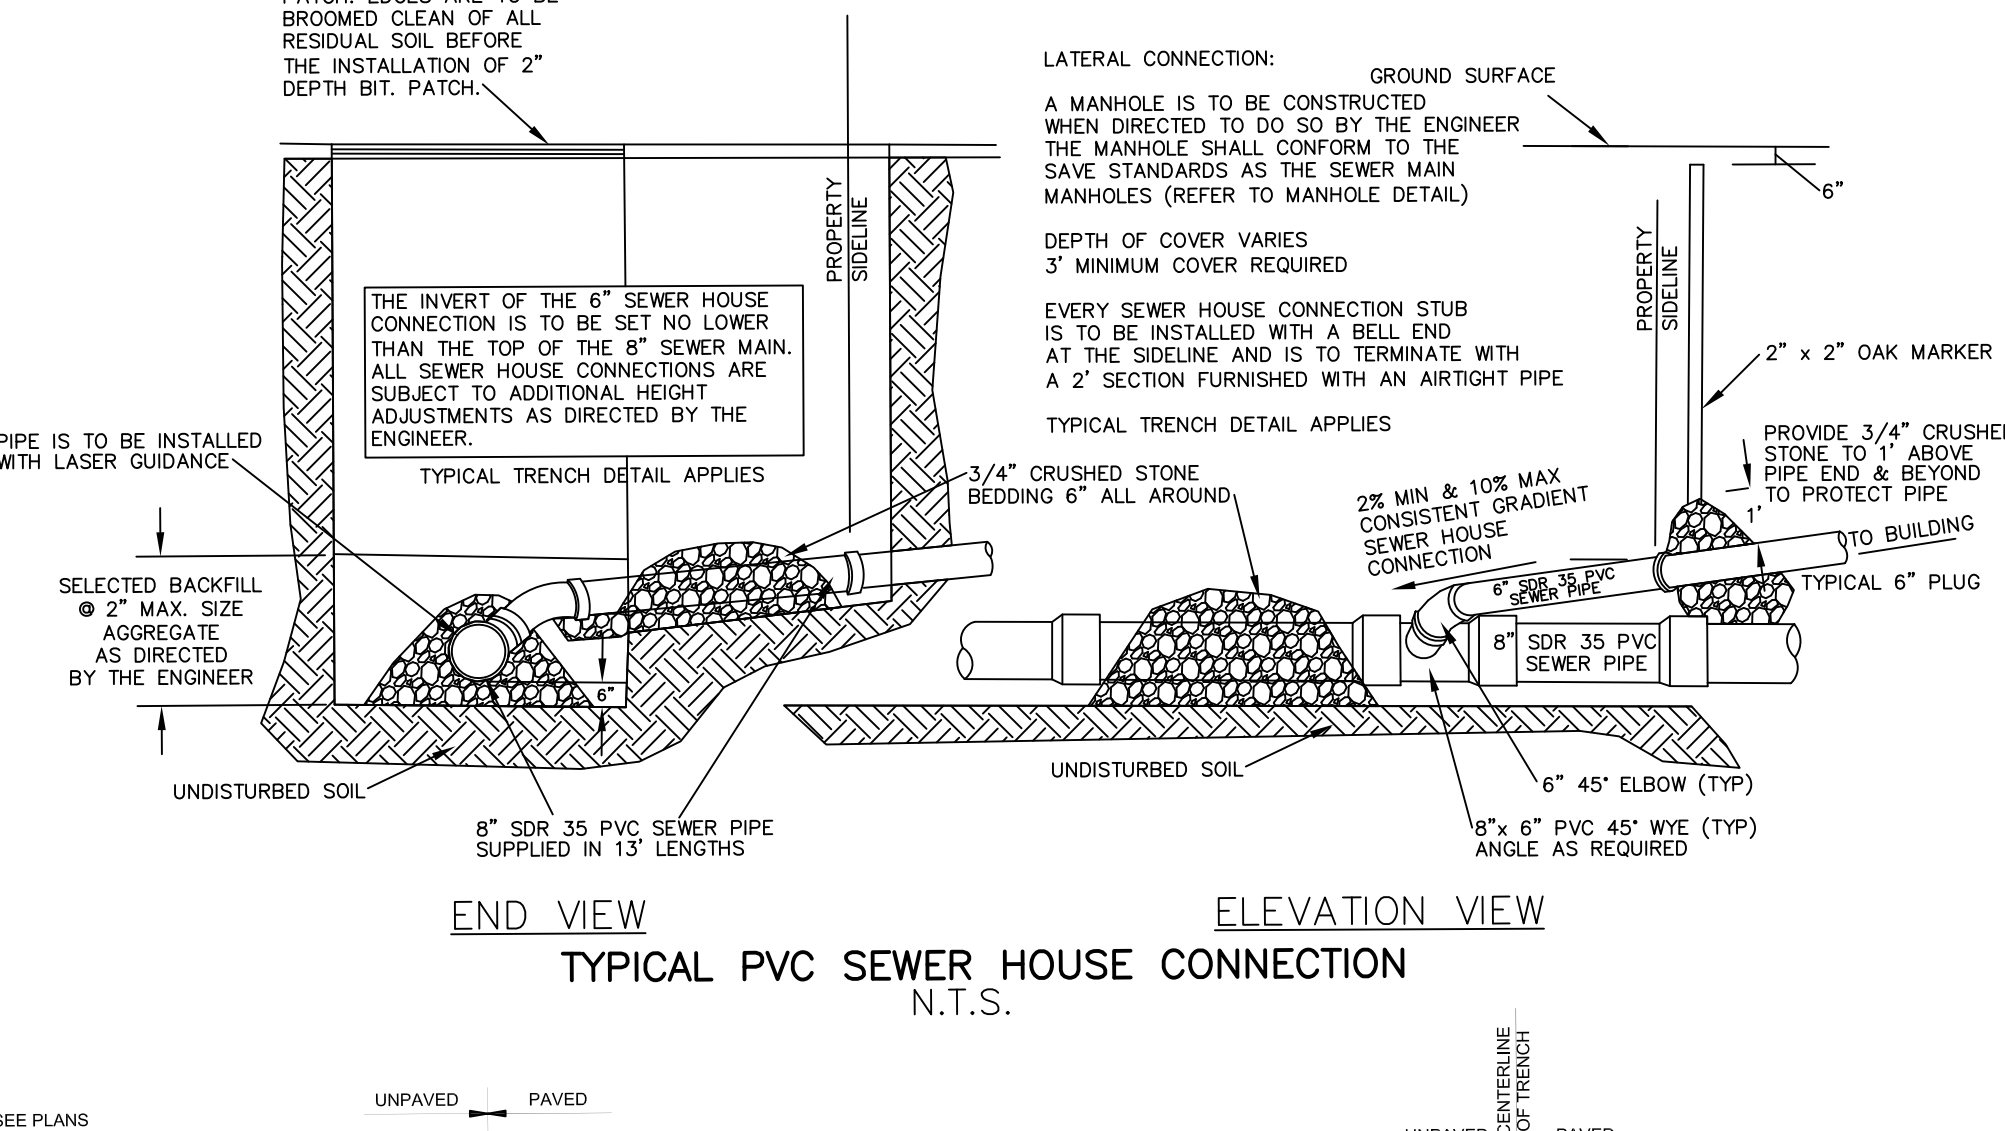 BROOMED CLEAN OF ALL
RESIDUAL SOIL BEFORE
THE INSTALLATION OF 2"
DEPTH BIT. PATCH.
PROPERTY
SIDELINE
THE INVERT OF THE 6" SEWER HOUSE
CONNECTION IS TO BE SET NO LOWER
THAN THE TOP OF THE 8" SEWER MAIN.
ALL SEWER HOUSE CONNECTIONS ARE
SUBJECT TO ADDITIONAL HEIGHT
ADJUSTMENTS AS DIRECTED BY THE
ENGINEER.
TYPICAL TRENCH DETAIL APPLIES
PIPE IS TO BE INSTALLED
WITH LASER GUIDANCE
SELECTED BACKFILL
@ 2" MAX. SIZE
AGGREGATE
AS DIRECTED
BY THE ENGINEER
6"
UNDISTURBED SOIL
8" SDR 35 PVC SEWER PIPE
SUPPLIED IN 13' LENGTHS
3/4" CRUSHED STONE
BEDDING 6" ALL AROUND
LATERAL CONNECTION:
A MANHOLE IS TO BE CONSTRUCTED
WHEN DIRECTED TO DO SO BY THE ENGINEER
THE MANHOLE SHALL CONFORM TO THE
SAVE STANDARDS AS THE SEWER MAIN
MANHOLES (REFER TO MANHOLE DETAIL)
DEPTH OF COVER VARIES
3' MINIMUM COVER REQUIRED
EVERY SEWER HOUSE CONNECTION STUB
IS TO BE INSTALLED WITH A BELL END
AT THE SIDELINE AND IS TO TERMINATE WITH
A 2' SECTION FURNISHED WITH AN AIRTIGHT PIPE
TYPICAL TRENCH DETAIL APPLIES
GROUND SURFACE
6"
PROPERTY
SIDELINE
2" x 2" OAK MARKER
PROVIDE 3/4" CRUSHED
STONE TO 1' ABOVE
PIPE END & BEYOND
TO PROTECT PIPE
1'
TO BUILDING
TYPICAL 6" PLUG
2% MIN & 10% MAX
CONSISTENT GRADIENT
SEWER HOUSE
CONNECTION
6" SDR 35 PVC
SEWER PIPE
8" SDR 35 PVC
SEWER PIPE
UNDISTURBED SOIL
6" 45° ELBOW (TYP)
8"x 6" PVC 45° WYE (TYP)
ANGLE AS REQUIRED
END VIEW
ELEVATION VIEW
TYPICAL PVC SEWER HOUSE CONNECTION
N.T.S.
UNPAVED
PAVED
SEE PLANS
CENTERLINE
OF TRENCH